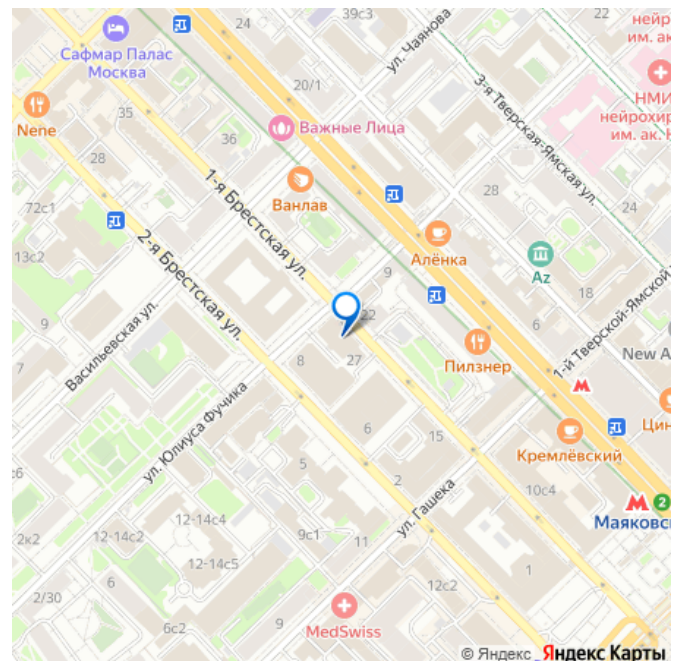 24
39с3
22
нейр
им. ак
Сафмар Палас
Москва
ул. Чаянова
20/1
3-я Тверская-Ямская ул.
НМИ
нейрохир
им. ак. Н
Nene
35
Важные Лица
36
28
Ванлав
1-я Брестская ул.
28
24
72с1
2-я Брестская ул.
Алёнка
13с2
9
Az
18
Васильевская ул.
9
22
6
1-й Тверской-Ямской
New A
7
8
27
Пилзнер
ул. Юлиуса Фучика
Цин
6
15
Кремлёвский
5
2
10с4
2
Маяковс
ул. Гашека
12-14с4
9с1
11
2к2
12-14с2
12-14с5
1
6
12с2
2/30
6с2
9
MedSwiss
© Яндекс Яндекс Карты